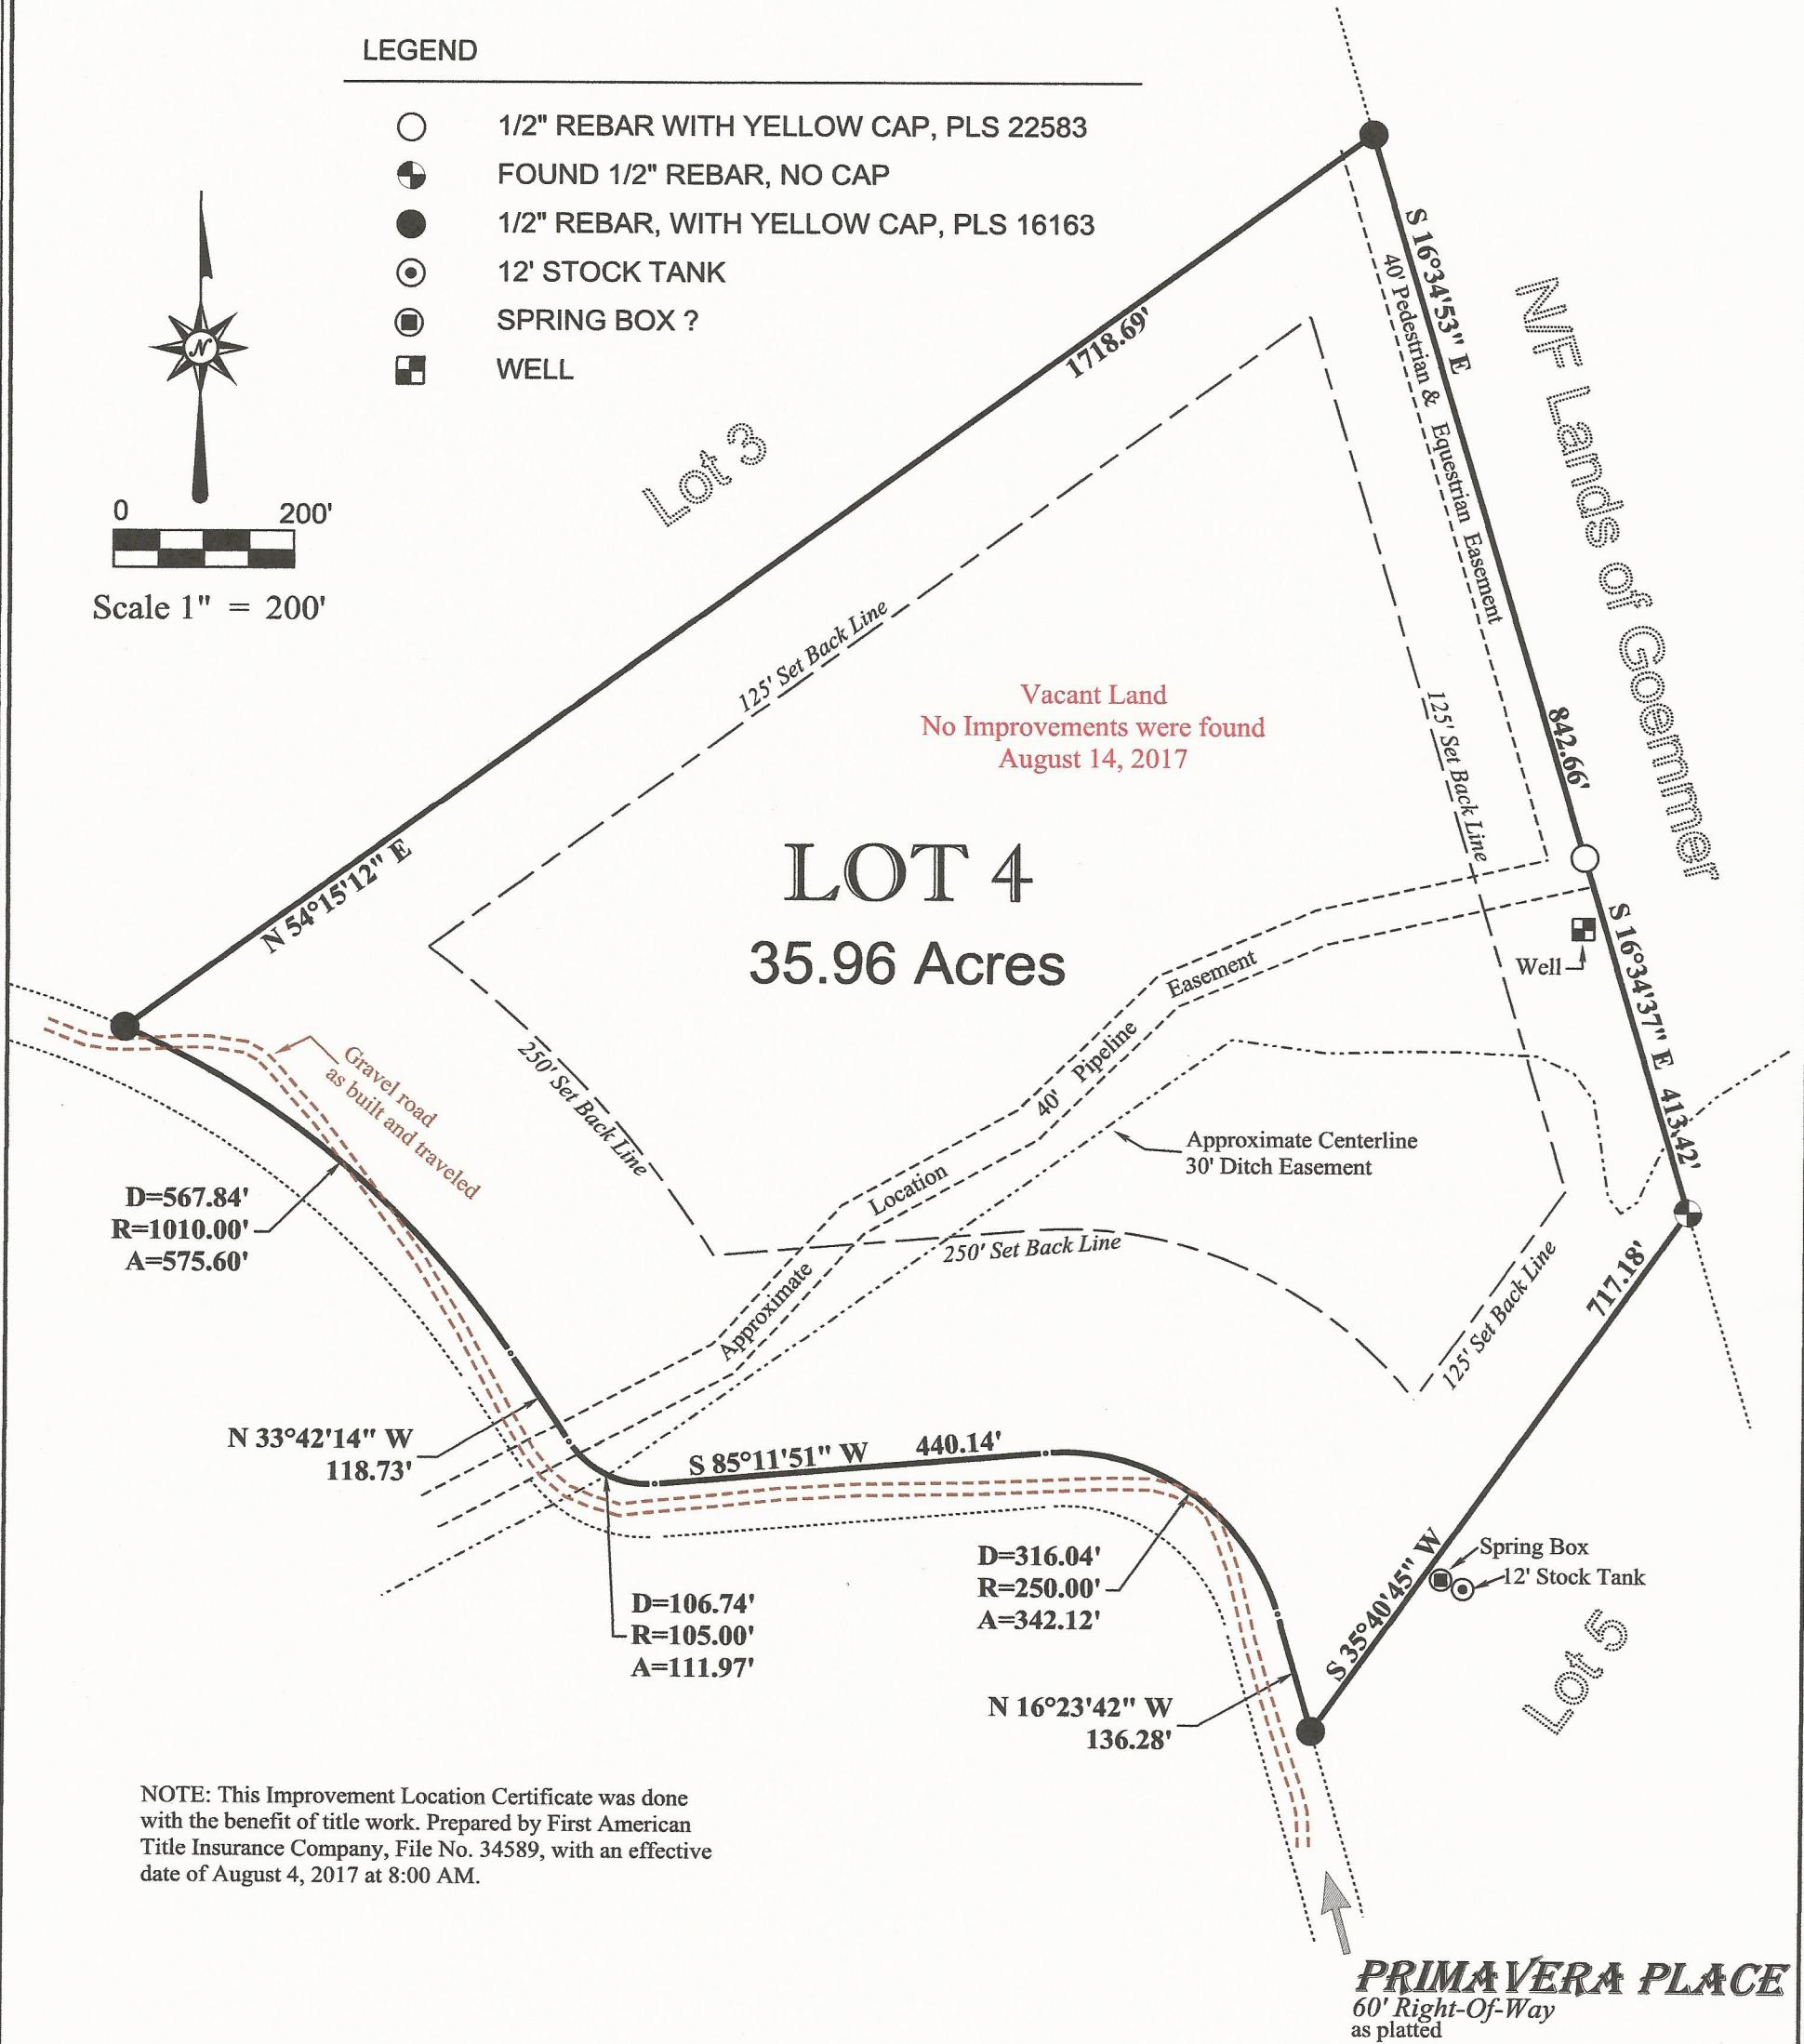 LEGEND
1/2" REBAR WITH YELLOW CAP, PLS 22583
FOUND 1/2" REBAR, NO CAP
1/2" REBAR, WITH YELLOW CAP, PLS 16163
12' STOCK TANK
SPRING BOX ?
WELL
N
0 200'
Scale 1" = 200'
Lot 3
1718.69'
N 54°15'12" E
S 16°34'53" E
842.66'
40' Pedestrian & Equestrian Easement
N/F Lands of Goemmer
125' Set Back Line
125' Set Back Line
Vacant Land
No Improvements were found
August 14, 2017
LOT 4
35.96 Acres
Well
S 16°34'37" E 413.42'
Approximate Location 40' Pipeline Easement
Gravel road
as built and traveled
250' Set Back Line
Approximate Centerline
30' Ditch Easement
D=567.84'
R=1010.00'
A=575.60'
250' Set Back Line
125' Set Back Line
717.18'
S 35°40'45" W
N 33°42'14" W
118.73'
S 85°11'51" W 440.14'
D=106.74'
R=105.00'
A=111.97'
D=316.04'
R=250.00'
A=342.12'
Spring Box
12' Stock Tank
Lot 5
N 16°23'42" W
136.28'
NOTE: This Improvement Location Certificate was done
with the benefit of title work. Prepared by First American
Title Insurance Company, File No. 34589, with an effective
date of August 4, 2017 at 8:00 AM.
PRIMAVERA PLACE
60' Right-Of-Way
as platted